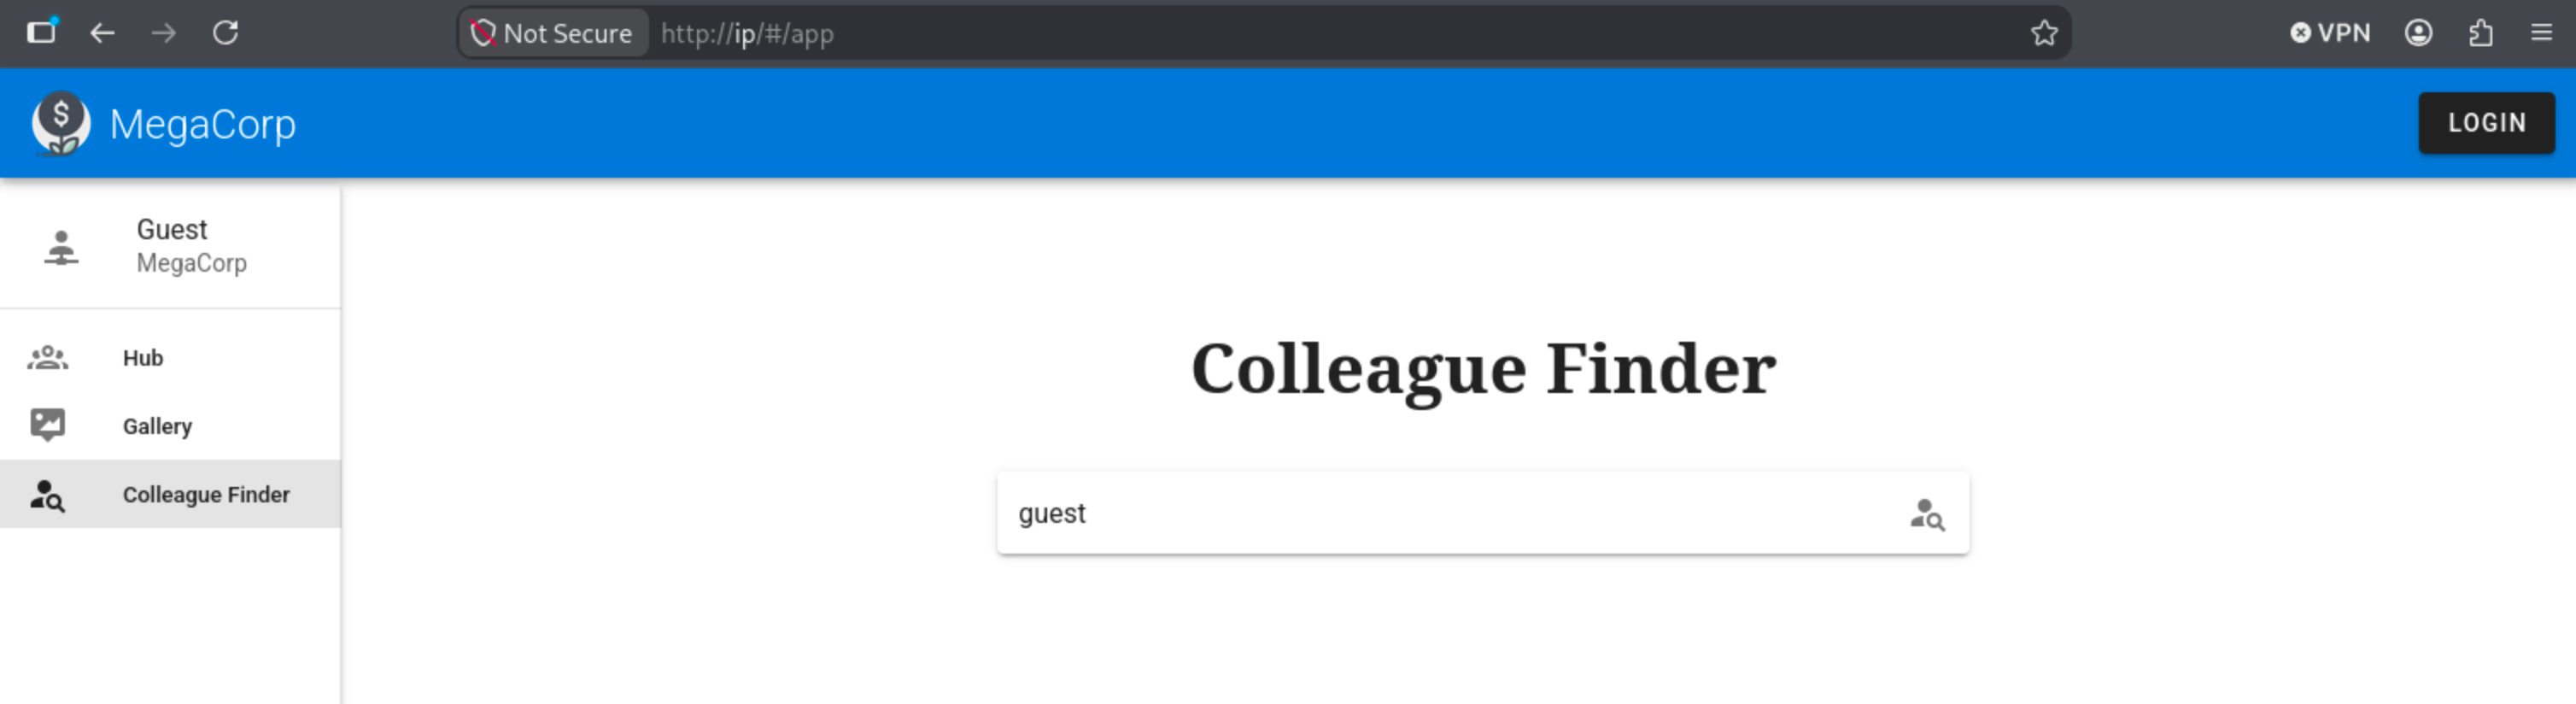 Not Secure http://ip/#/app VPN
MegaCorp LOGIN
Guest
MegaCorp
Hub
Gallery
Colleague Finder
Colleague Finder
guest